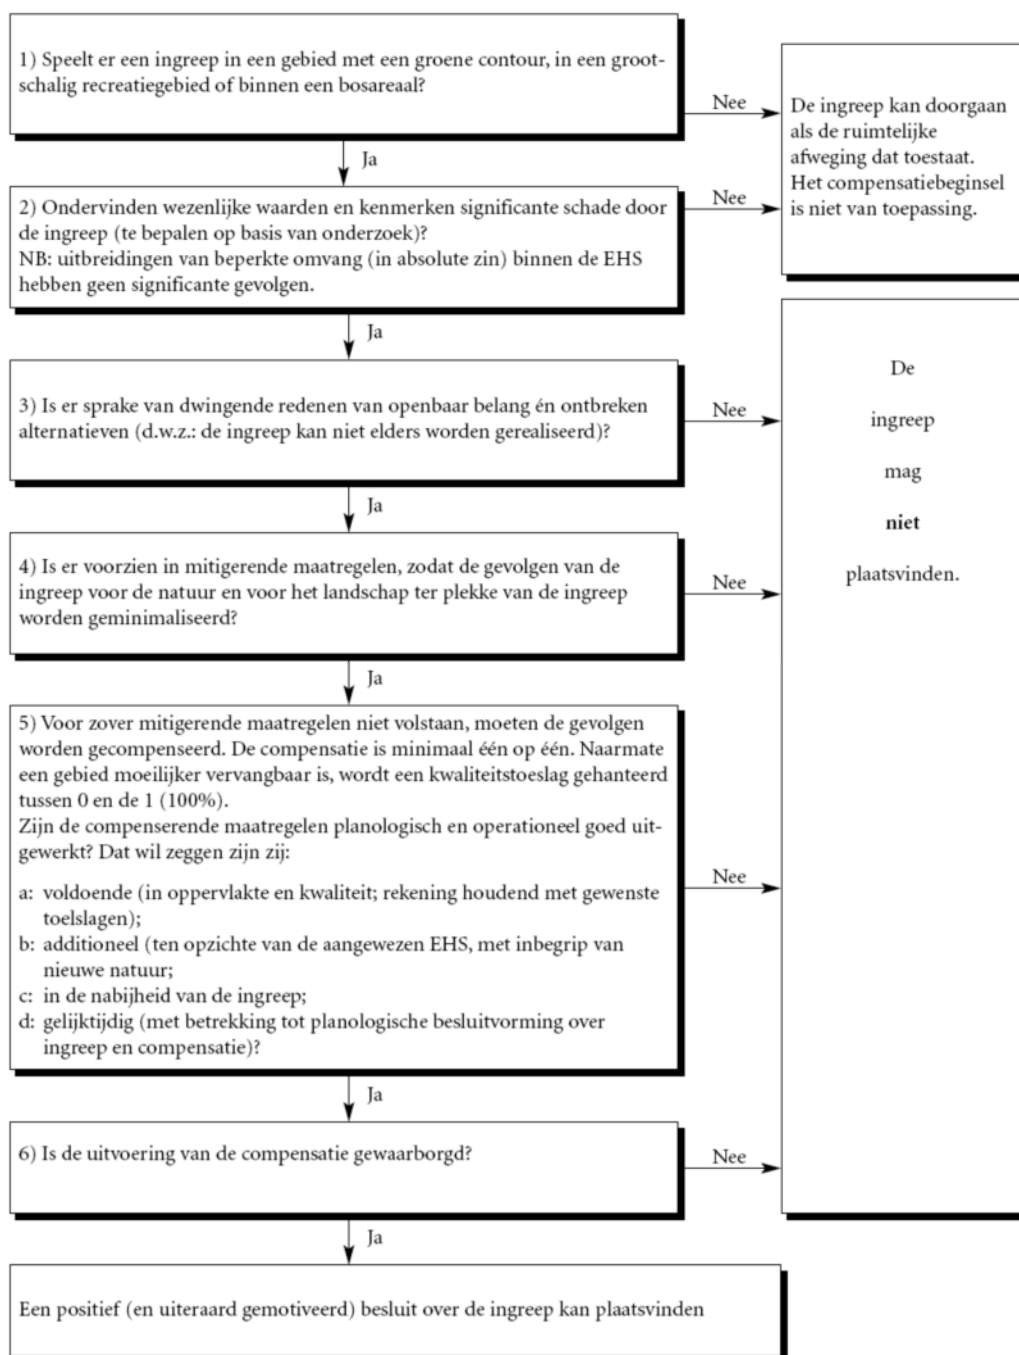 1) Speelt er een ingreep in een gebied met een groene contour, in een groot-
schalig recreatiegebied of binnen een bosareaal?
Nee
De ingreep kan doorgaan
als de ruimtelijke
afweging dat toestaat.
Het compensatiebeginsel
is niet van toepassing.
Ja
2) Ondervinden wezenlijke waarden en kenmerken significante schade door
de ingreep (te bepalen op basis van onderzoek)?
NB: uitbreidingen van beperkte omvang (in absolute zin) binnen de EHS
hebben geen significante gevolgen.
Nee
Ja
3) Is er sprake van dwingende redenen van openbaar belang én ontbreken
alternatieven (d.w.z.: de ingreep kan niet elders worden gerealiseerd)?
Nee
De
ingreep
mag
niet
plaatsvinden.
Ja
4) Is er voorzien in mitigerende maatregelen, zodat de gevolgen van de
ingreep voor de natuur en voor het landschap ter plekke van de ingreep
worden geminimaliseerd?
Nee
Ja
5) Voor zover mitigerende maatregelen niet volstaan, moeten de gevolgen
worden gecompenseerd. De compensatie is minimaal één op één. Naarmate
een gebied moeilijker vervangbaar is, wordt een kwaliteitstoeslag gehanteerd
tussen 0 en de 1 (100%).
Zijn de compenserende maatregelen planologisch en operationeel goed uit-
gewerkt? Dat wil zeggen zijn zij:
a: voldoende (in oppervlakte en kwaliteit; rekening houdend met gewenste
toelslagen);
b: additioneel (ten opzichte van de aangewezen EHS, met inbegrip van
nieuwe natuur;
c: in de nabijheid van de ingreep;
d: gelijktijdig (met betrekking tot planologische besluitvorming over
ingreep en compensatie)?
Nee
Ja
6) Is de uitvoering van de compensatie gewaarborgd?
Nee
Ja
Een positief (en uiteraard gemotiveerd) besluit over de ingreep kan plaatsvinden